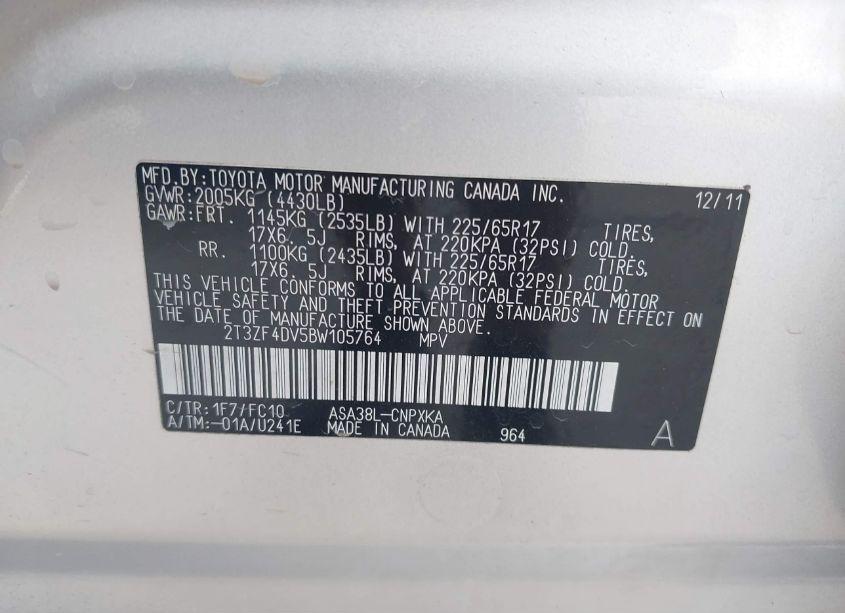 MFD.BY:TOYOTA MOTOR MANUFACTURING CANADA INC. 12/11
GVWR:2005KG (4430LB)
GAWR:FRT. 1145KG (2535LB) WITH 225/65R17 TIRES,
17X6. 5J RIMS, AT 220KPA (32PSI) COLD.
RR. 1100KG (2435LB) WITH 225/65R17 TIRES,
17X6. 5J RIMS, AT 220KPA (32PSI) COLD.
THIS VEHICLE CONFORMS TO ALL APPLICABLE FEDERAL MOTOR
VEHICLE SAFETY AND THEFT PREVENTION STANDARDS IN EFFECT ON
THE DATE OF MANUFACTURE SHOWN ABOVE.
2T3ZF4DV5BW105764 MPV
C/TR:1F7/FC10 ASA38L-CNPXKA
A/TM:-01A/U241E MADE IN CANADA 964 A